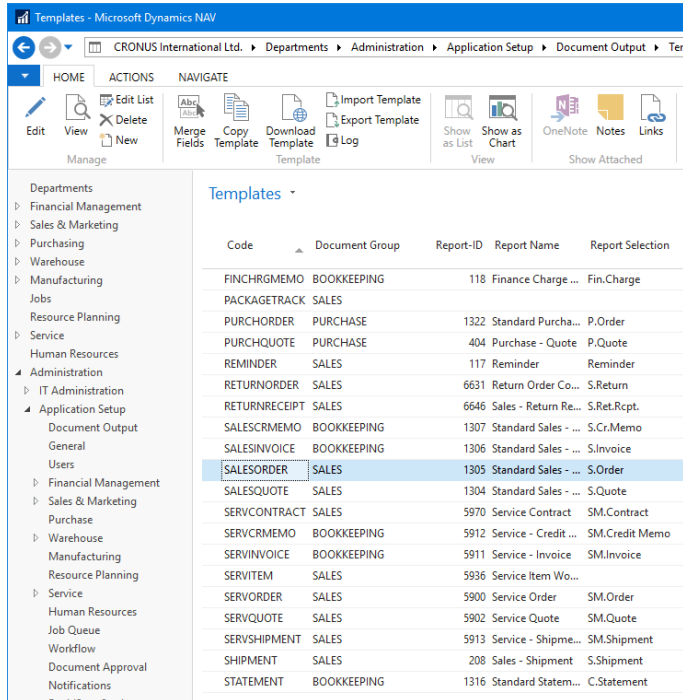 Templates - Microsoft Dynamics NAV
CRONUS International Ltd. Departments Administration Application Setup Document Output
HOME ACTIONS NAVIGATE
Edit
View
Edit List
Delete
New
Manage
Merge Fields
Copy Template
Download Template
Import Template
Export Template
Log
Template
Show as List
Show as Chart
View
OneNote
Notes
Links
Show Attached
Departments
Financial Management
Sales & Marketing
Purchasing
Warehouse
Manufacturing
Jobs
Resource Planning
Service
Human Resources
Administration
IT Administration
Application Setup
Document Output
General
Users
Financial Management
Sales & Marketing
Purchase
Warehouse
Manufacturing
Resource Planning
Service
Human Resources
Job Queue
Workflow
Document Approval
Notifications
Templates
Code Document Group Report-ID Report Name Report Selection
FINCHRGMEMO BOOKKEEPING 118 Finance Charge ... Fin.Charge
PACKAGETRACK SALES
PURCHORDER PURCHASE 1322 Standard Purcha... P.Order
PURCHQUOTE PURCHASE 404 Purchase - Quote P.Quote
REMINDER SALES 117 Reminder Reminder
RETURNORDER SALES 6631 Return Order Co... S.Return
RETURNRECEIPT SALES 6646 Sales - Return Re... S.Ret.Rcpt.
SALESCRMEMO BOOKKEEPING 1307 Standard Sales - ... S.Cr.Memo
SALESINVOICE BOOKKEEPING 1306 Standard Sales - ... S.Invoice
SALESORDER SALES 1305 Standard Sales - ... S.Order
SALESQUOTE SALES 1304 Standard Sales - ... S.Quote
SERVCONTRACT SALES 5970 Service Contract SM.Contract
SERVCRMEMO BOOKKEEPING 5912 Service - Credit ... SM.Credit Memo
SERVINVOICE BOOKKEEPING 5911 Service - Invoice SM.Invoice
SERVITEM SALES 5936 Service Item Wo...
SERVORDER SALES 5900 Service Order SM.Order
SERVQUOTE SALES 5902 Service Quote SM.Quote
SERVSHIPMENT SALES 5913 Service - Shipme... SM.Shipment
SHIPMENT SALES 208 Sales - Shipment S.Shipment
STATEMENT BOOKKEEPING 1316 Standard Statem... C.Statement